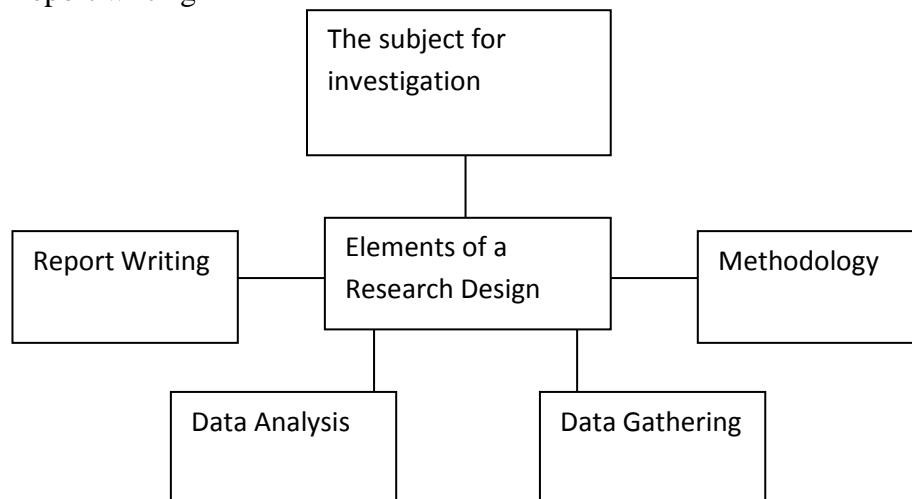 The subject for
investigation
Report Writing
Elements of a
Research Design
Methodology
Data Analysis
Data Gathering